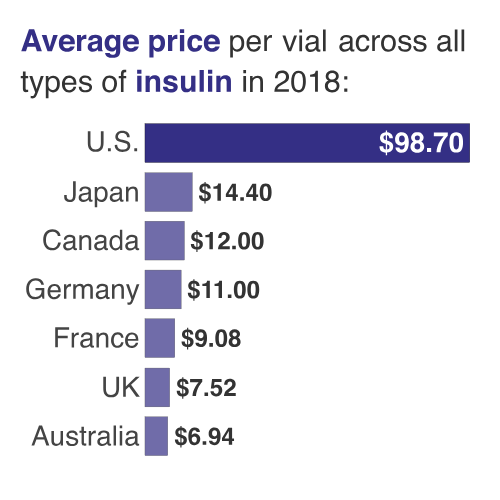 Average price per vial across all
types of insulin in 2018:
U.S. $98.70
Japan $14.40
Canada $12.00
Germany $11.00
France $9.08
UK $7.52
Australia $6.94